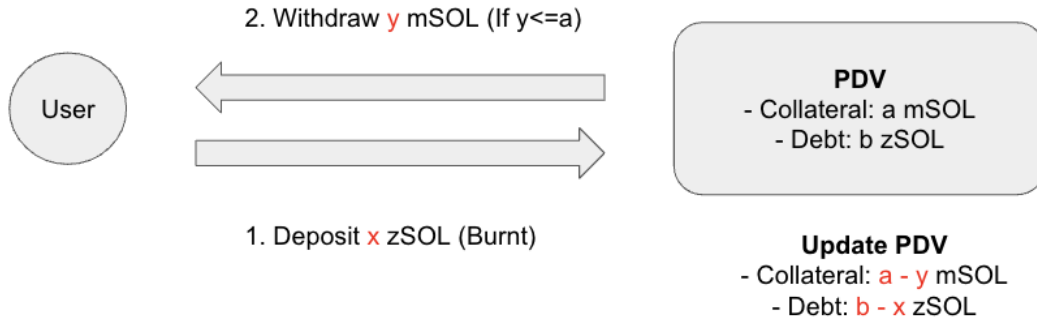 2. Withdraw y mSOL (If y<=a)
User
PDV
- Collateral: a mSOL
- Debt: b zSOL
1. Deposit x zSOL (Burnt)
Update PDV
- Collateral: a - y mSOL
- Debt: b - x zSOL